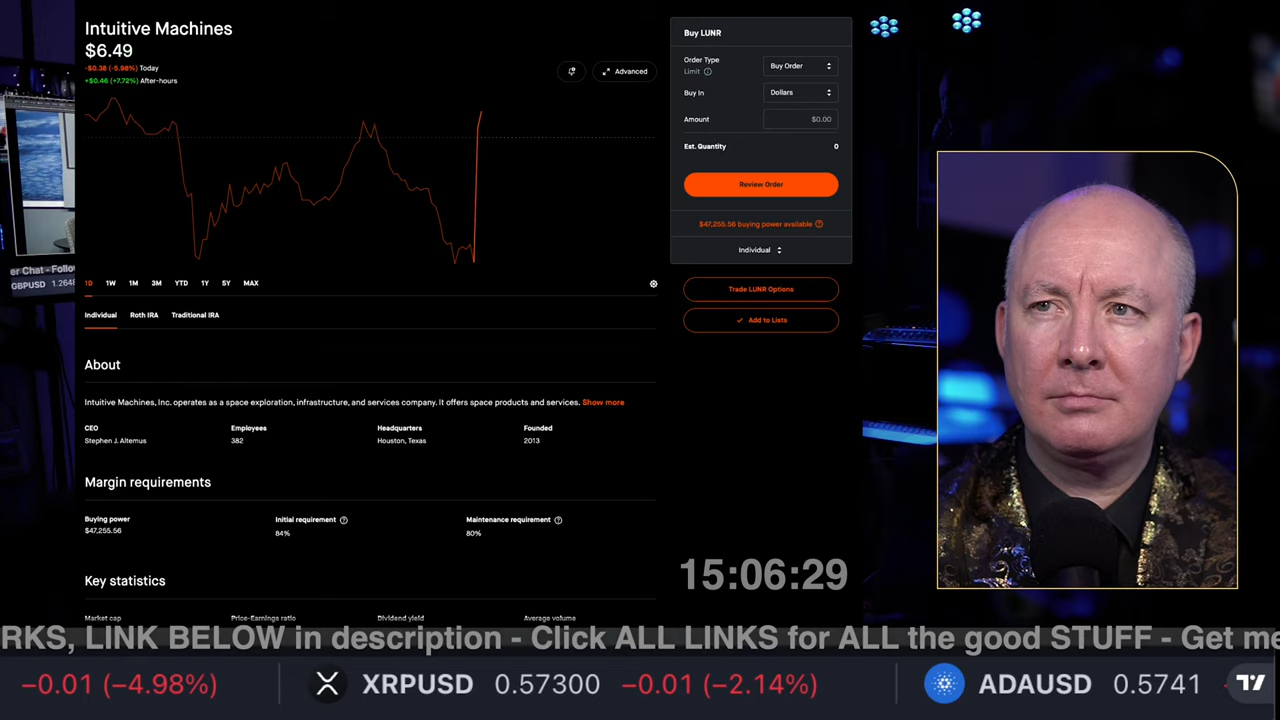 Intuitive Machines
$6.49
-$0.38 (-5.98%) Today
+$0.46 (+7.72%) After-hours
Advanced
1D 1W 1M 3M YTD 1Y 5Y MAX
Individual Roth IRA Traditional IRA
About
Intuitive Machines, Inc. operates as a space exploration, infrastructure, and services company. It offers space products and services. Show more
CEO Employees Headquarters Founded
Stephen J. Altemus 382 Houston, Texas 2013
Margin requirements
Buying power Initial requirement Maintenance requirement
$47,255.56 84% 80%
Key statistics
Market cap Price-Earnings ratio Dividend yield Average volume
Buy LUNR
Order Type Buy Order
Limit
Buy In Dollars
Amount $0.00
Est. Quantity 0
Review Order
$47,255.56 buying power available
Individual
Trade LUNR Options
Add to Lists
er Chat - Follo
GBPUSD 1.2648
15:06:29
RKS, LINK BELOW in description - Click ALL LINKS for ALL the good STUFF - Get me
−0.01 (−4.98%) XRPUSD 0.57300 −0.01 (−2.14%) ADAUSD 0.5741